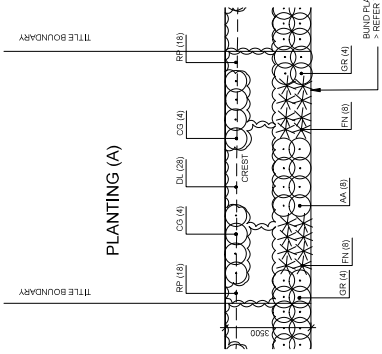 TITLE BOUNDARY
TITLE BOUNDARY
PLANTING (A)
RP (18)
CG (4)
DL (28)
CG (4)
RP (18)
CREST
3500
GR (4)
FN (8)
AA (8)
FN (8)
GR (4)
BUND PLA
> REFER